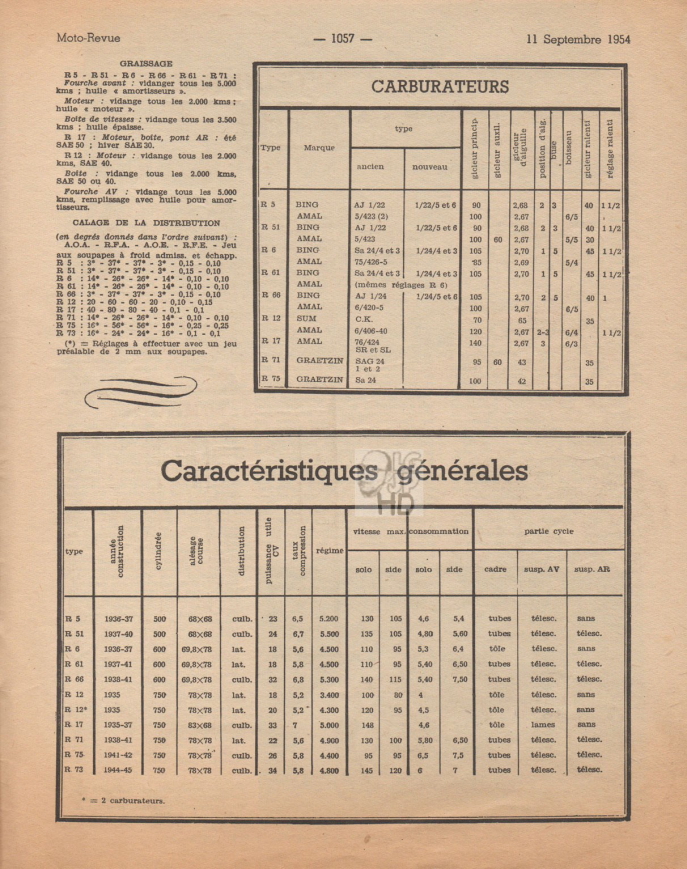 Moto-Revue — 1057 — 11 Septembre 1954
GRAISSAGE
R 5 - R 51 - R 6 - R 66 - R 61 - R 71 :
Fourche avant : vidanger tous les 5.000
kms ; huile « amortisseurs ».
Moteur : vidange tous les 2.000 kms ;
huile « moteur ».
Boîte de vitesses : vidange tous les 3.500
kms ; huile épaisse.
R 17 : Moteur, boîte, pont AR : été
SAE 50 ; hiver SAE 30.
R 12 : Moteur : vidange tous les 2.000
kms, SAE 40.
Boîte : vidange tous les 2.000 kms,
SAE 50 ou 40.
Fourche AV : vidange tous les 5.000
kms, remplissage avec huile pour amor-
tisseurs.
CALAGE DE LA DISTRIBUTION
(en degrés donnés dans l'ordre suivant) :
A.O.A. - R.F.A. - A.O.E. - R.F.E. - Jeu
aux soupapes à froid admiss. et échapp.
R 5 : 3* - 37* - 37* - 3* - 0,15 - 0,10
R 51 : 3* - 37* - 37* - 3* - 0,15 - 0,10
R 6 : 14* - 26* - 26* - 14* - 0,10 - 0,10
R 61 : 14* - 26* - 26* - 14* - 0,10 - 0,10
R 66 : 3* - 37* - 37* - 3* - 0,15 - 0,10
R 12 : 20 - 60 - 60 - 20 - 0,10 - 0,15
R 17 : 40 - 80 - 80 - 40 - 0,1 - 0,1
R 71 : 14* - 26* - 26* - 14* - 0,10 - 0,10
R 75 : 16* - 56* - 56* - 16* - 0,25 - 0,25
R 73 : 16* - 24* - 24* - 16* - 0,1 - 0,1
(*) = Réglages à effectuer avec un jeu
préalable de 2 mm aux soupapes.
CARBURATEURS
Type Marque type gicleur princip. gicleur auxil. gicleur d'aiguille position d'aig. buse boisseau gicleur ralenti réglage ralenti
ancien nouveau
R 5 BING AJ 1/22 1/22/5 et 6 90 2,68 2 3 40 1 1/2
AMAL 5/423 (2) 100 2,67 6/5
R 51 BING AJ 1/22 1/22/5 et 6 90 2,68 2 3 40 1 1/2
AMAL 5/423 100 60 2,67 5/5 30
R 6 BING Sa 24/4 et 3 1/24/4 et 3 105 2,70 1 5 45 1 1/2
AMAL 75/426-5 95 2,69 5/4
R 61 BING Sa 24/4 et 3 1/24/4 et 3 105 2,70 1 5 45 1 1/2
AMAL (mêmes réglages R 6)
R 66 BING AJ 1/24 1/24/5 et 6 105 2,70 2 5 40 1
AMAL 6/420-5 100 2,67 6/5
R 12 SUM C.K. 70 65 35
AMAL 6/406-40 120 2,67 2-3 6/4 1 1/2
R 17 AMAL 76/424 140 2,67 3 6/3
SR et SL
R 71 GRAETZIN SAG 24 95 60 43 35
1 et 2
R 75 GRAETZIN Sa 24 100 42 35
Caractéristiques générales
HD
type année construction cylindrée alésage course distribution puissance utile CV taux compression régime vitesse max. consommation partie cycle
solo side solo side cadre susp. AV susp. AR
R 5 1936-37 500 68×68 culb. 23 6,5 5.200 130 105 4,6 5,4 tubes télesc. sans
R 51 1937-40 500 68×68 culb. 24 6,7 5.500 135 105 4,80 5,60 tubes télesc. télesc.
R 6 1936-37 600 69,8×78 lat. 18 5,6 4.500 110 95 5,3 6,4 tôle télesc. sans
R 61 1937-41 600 69,8×78 lat. 18 5,8 4.500 110 95 5,40 6,50 tubes télesc. télesc.
R 66 1938-41 600 69,8×78 culb. 32 6,8 5.300 140 115 5,40 7,50 tubes télesc. télesc.
R 12 1935 750 78×78 lat. 18 5,2 3.400 100 80 4 tôle télesc. sans
R 12* 1935 750 78×78 lat. 20 5,2 4.300 120 95 4,5 tôle télesc. sans
R 17 1935-37 750 83×68 culb. 33 7 5.600 148 4,6 tôle lames sans
R 71 1938-41 750 78×78 lat. 22 5,6 4.900 130 100 5,80 6,50 tubes télesc. télesc.
R 75 1941-42 750 78×78 culb. 26 5,8 4.400 95 95 6,5 7,5 tubes télesc. télesc.
R 73 1944-45 750 78×78 culb. 34 5,8 4.800 145 120 6 7 tubes télesc. télesc.
* = 2 carburateurs.